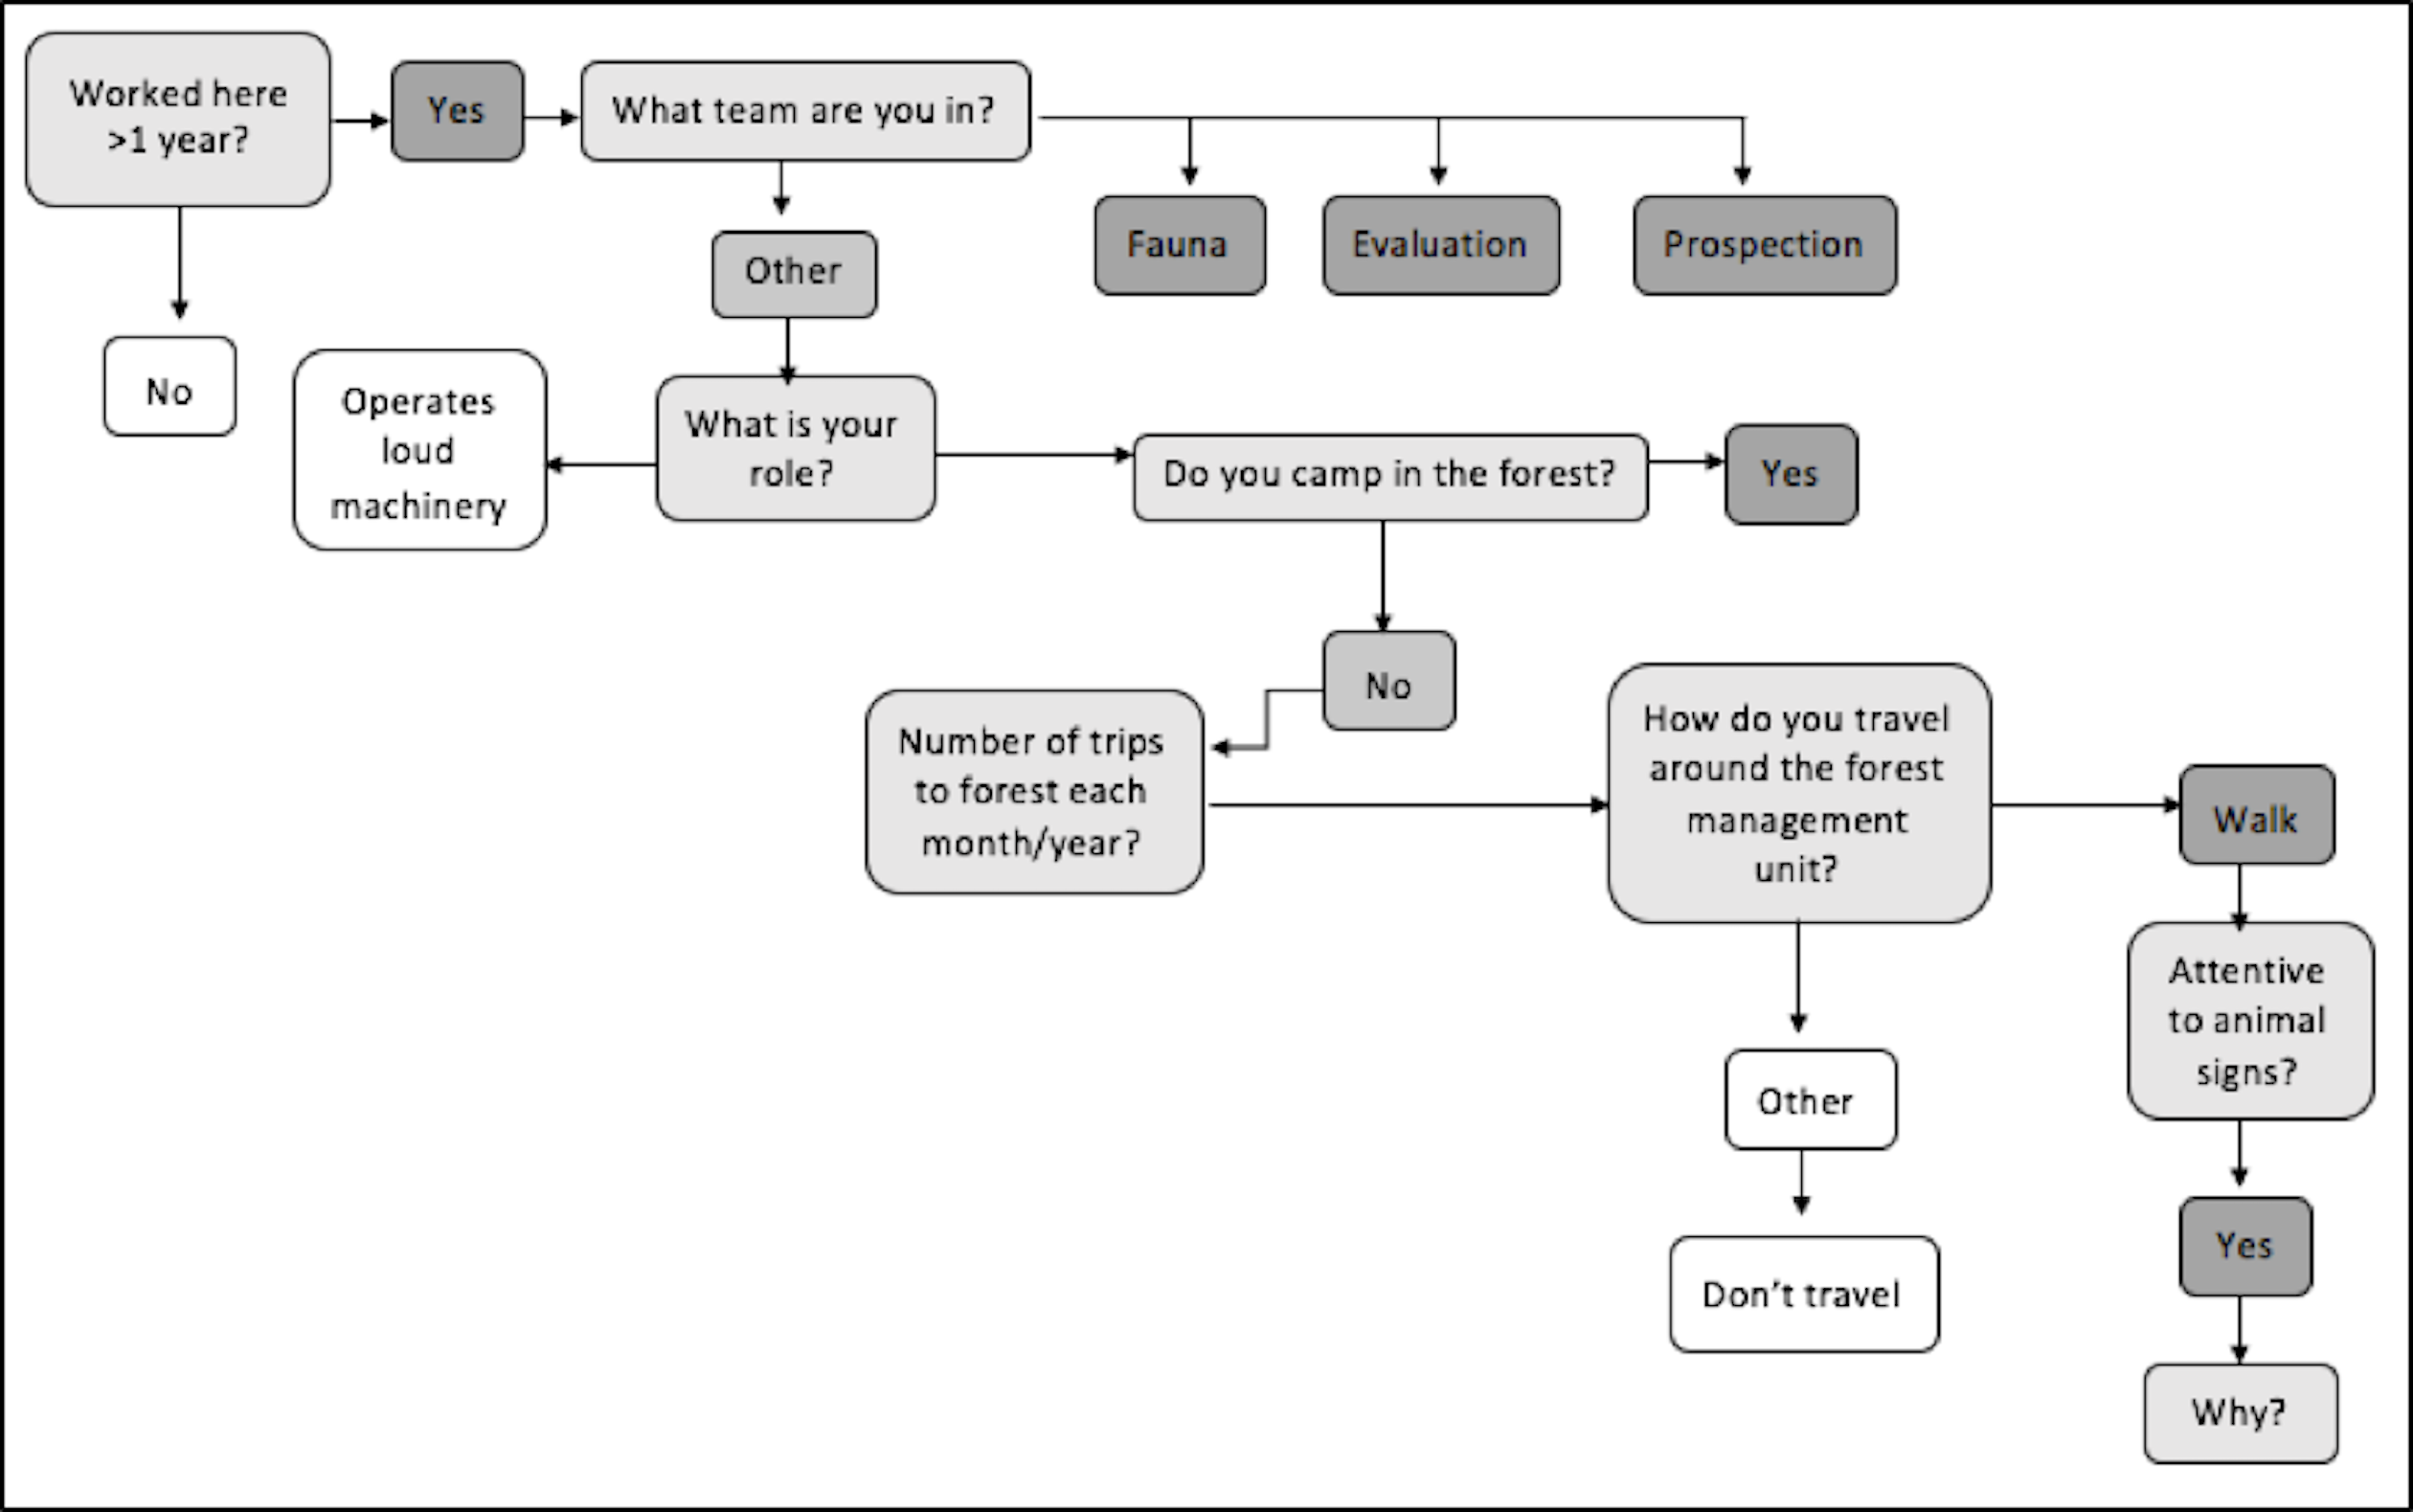 Worked here
>1 year?
Yes
What team are you in?
Fauna
Evaluation
Prospection
Other
No
Operates
loud
machinery
What is your
role?
Do you camp in the forest?
Yes
No
Number of trips
to forest each
month/year?
How do you travel
around the forest
management
unit?
Walk
Attentive
to animal
signs?
Other
Yes
Don’t travel
Why?